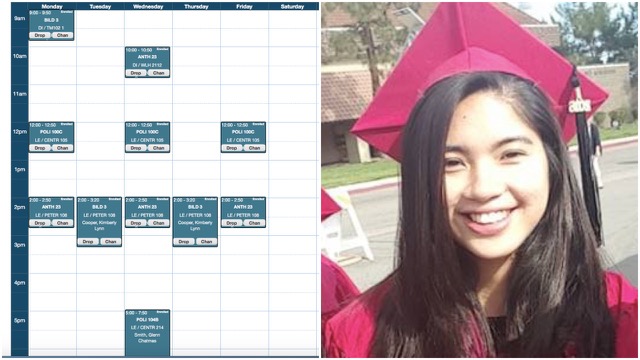 Monday Tuesday Wednesday Thursday Friday Saturday
9am
BILD 3
DI / TM102 1
Drop Chan
10am
10:00 - 10:50 Enrolled
ANTH 23
DI / WLH 2112
Drop Chan
11am
12pm
12:00 - 12:50 Enrolled
POLI 100C
LE / CENTR 109
Drop Chan
12:00 - 12:50 Enrolled
POLI 100C
LE / CENTR 109
Drop Chan
12:00 - 12:50 Enrolled
POLI 100C
LE / CENTR 109
Drop Chan
1pm
2pm
2:00 - 2:50 Enrolled
ANTH 23
LE / PETER 108
Drop Chan
2:00 - 3:20 Enrolled
BILD 3
LE / PETER 108
Cooper, Kimberly
Lynn
Drop Chan
2:00 - 2:50 Enrolled
ANTH 23
LE / PETER 108
Drop Chan
2:00 - 3:20 Enrolled
BILD 3
LE / PETER 108
Cooper, Kimberly
Lynn
Drop Chan
2:00 - 2:50 Enrolled
ANTH 23
LE / PETER 108
Drop Chan
3pm
4pm
5pm
5:00 - 7:50 Enrolled
POLI 104B
LE / CENTR 214
Smith, Glenn